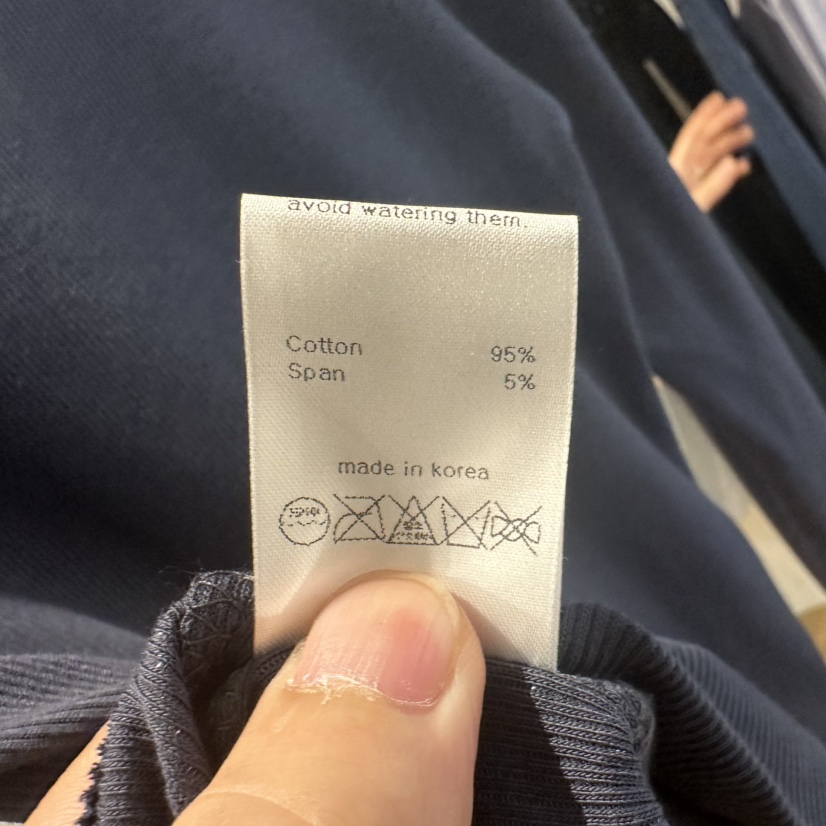 avoid watering them.
Cotton 95%
Span 5%
made in korea